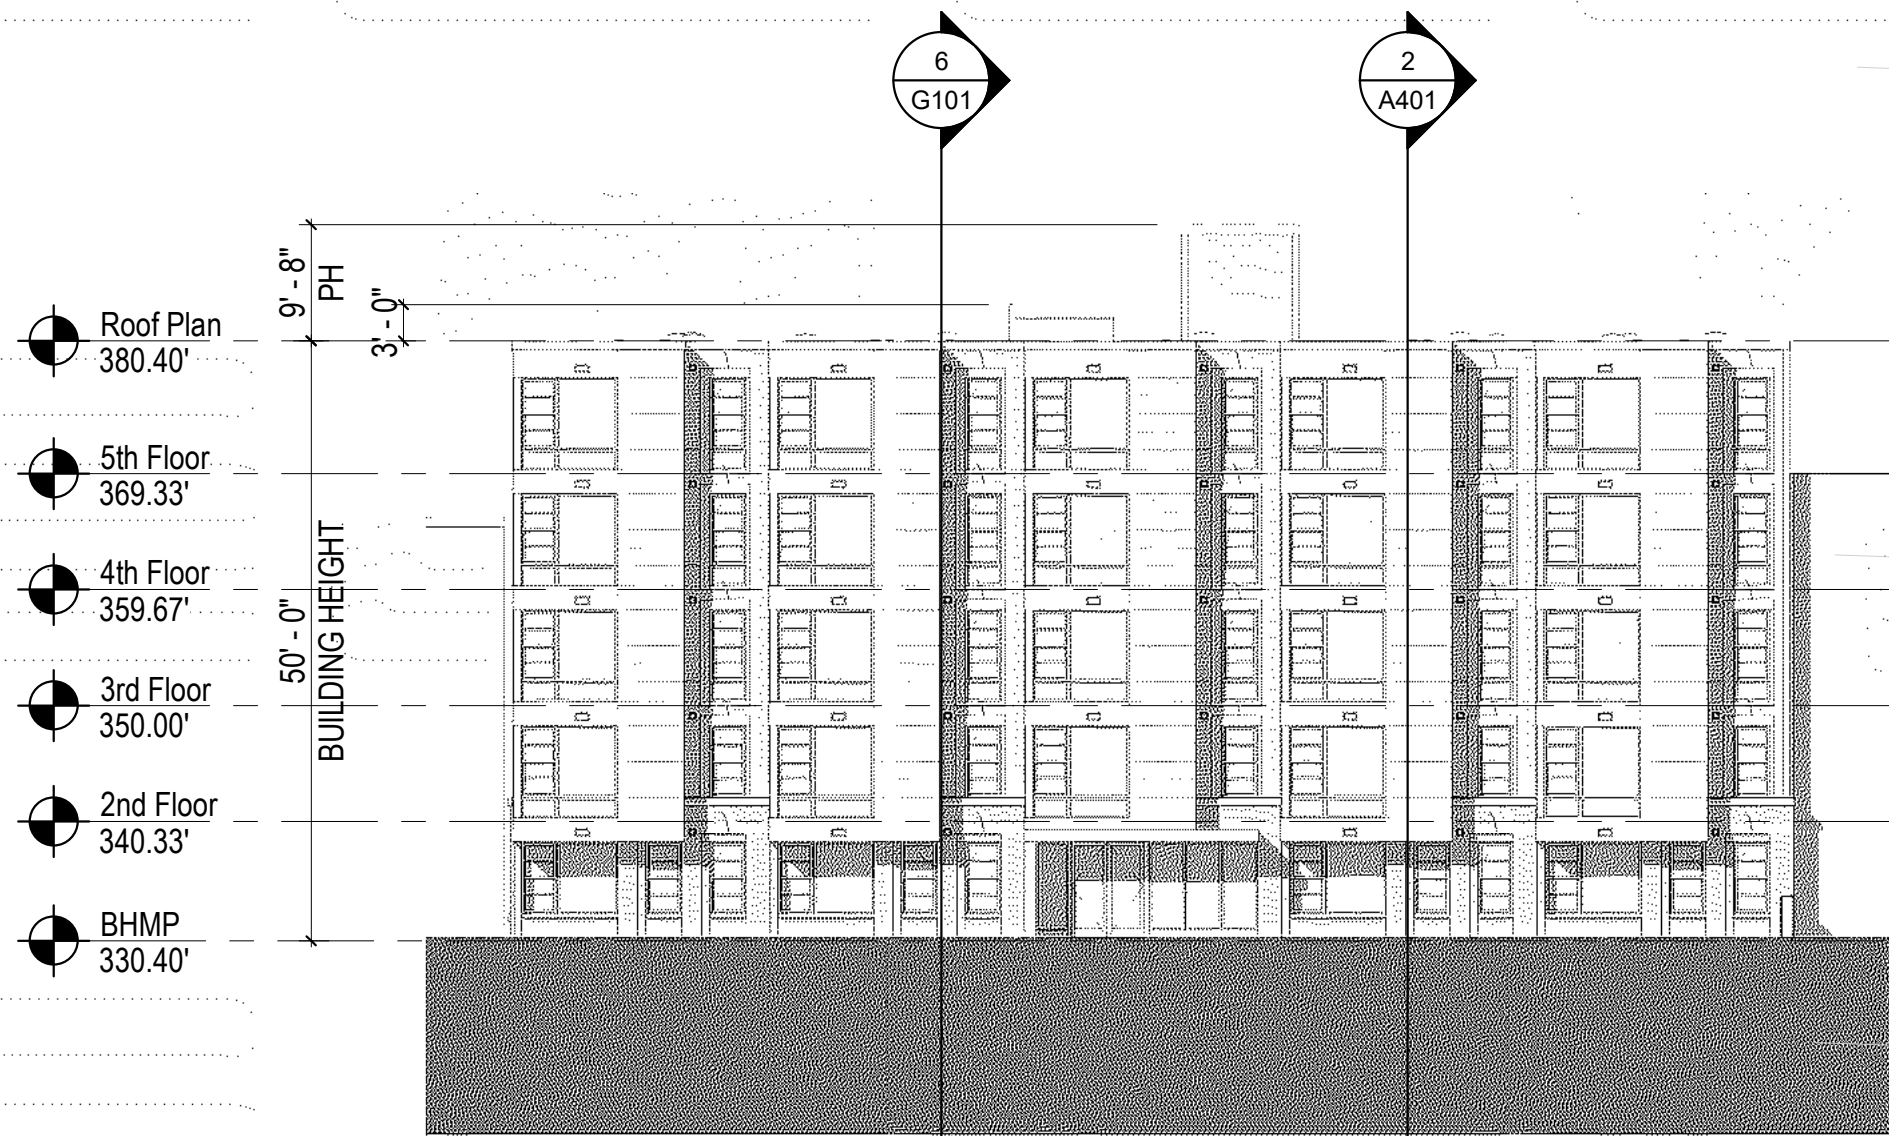 6
G101
2
A401
9' - 8"
PH
3' - 0"
Roof Plan
380.40'
5th Floor
369.33'
4th Floor
359.67'
50' - 0"
BUILDING HEIGHT
3rd Floor
350.00'
2nd Floor
340.33'
BHMP
330.40'